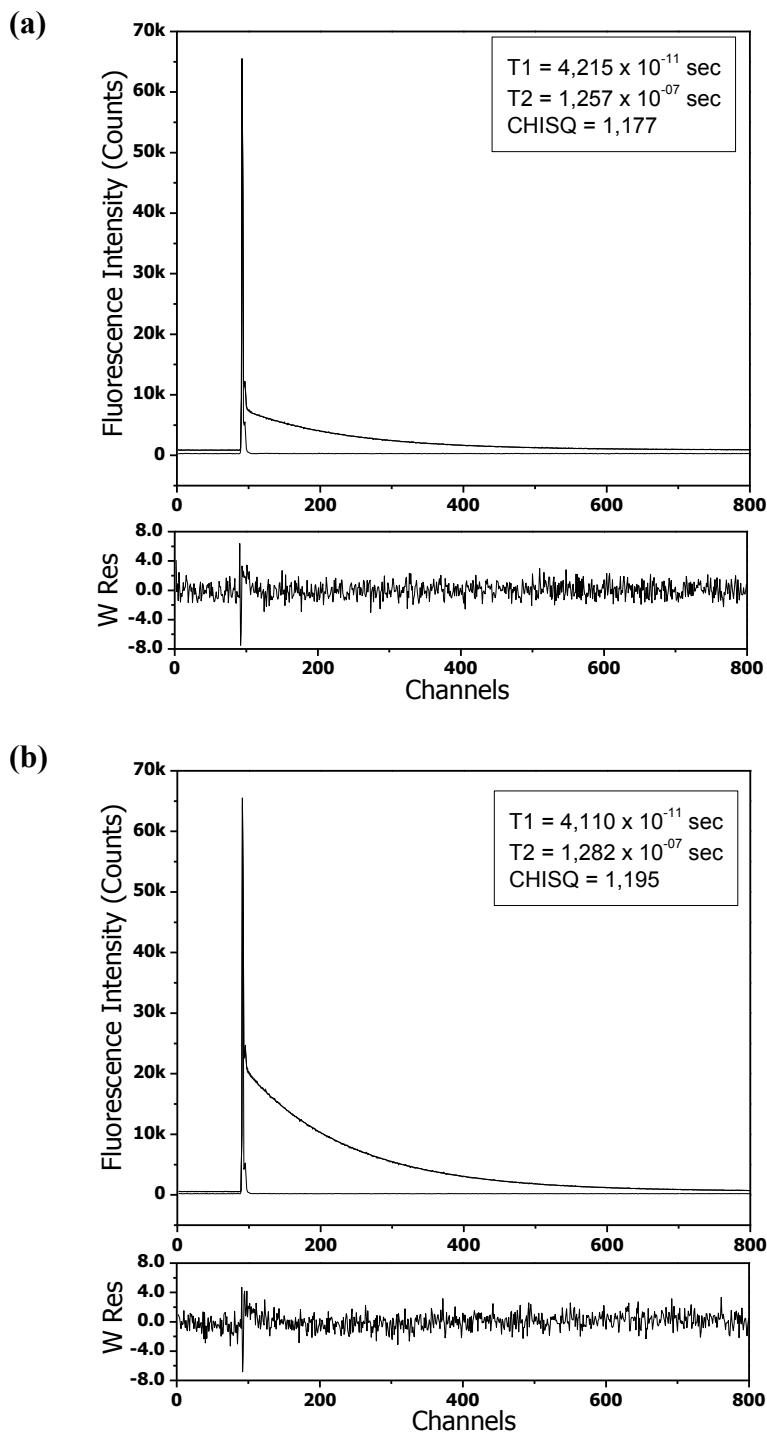 (a)
70k
60k
50k
40k
30k
20k
10k
0
Fluorescence Intensity (Counts)
T1 = 4,215 x 10⁻¹¹ sec
T2 = 1,257 x 10⁻⁰⁷ sec
CHISQ = 1,177
0 200 400 600 800
8.0
4.0
0.0
-4.0
-8.0
W Res
0 200 400 600 800
Channels
(b)
70k
60k
50k
40k
30k
20k
10k
0
Fluorescence Intensity (Counts)
T1 = 4,110 x 10⁻¹¹ sec
T2 = 1,282 x 10⁻⁰⁷ sec
CHISQ = 1,195
0 200 400 600 800
8.0
4.0
0.0
-4.0
-8.0
W Res
0 200 400 600 800
Channels